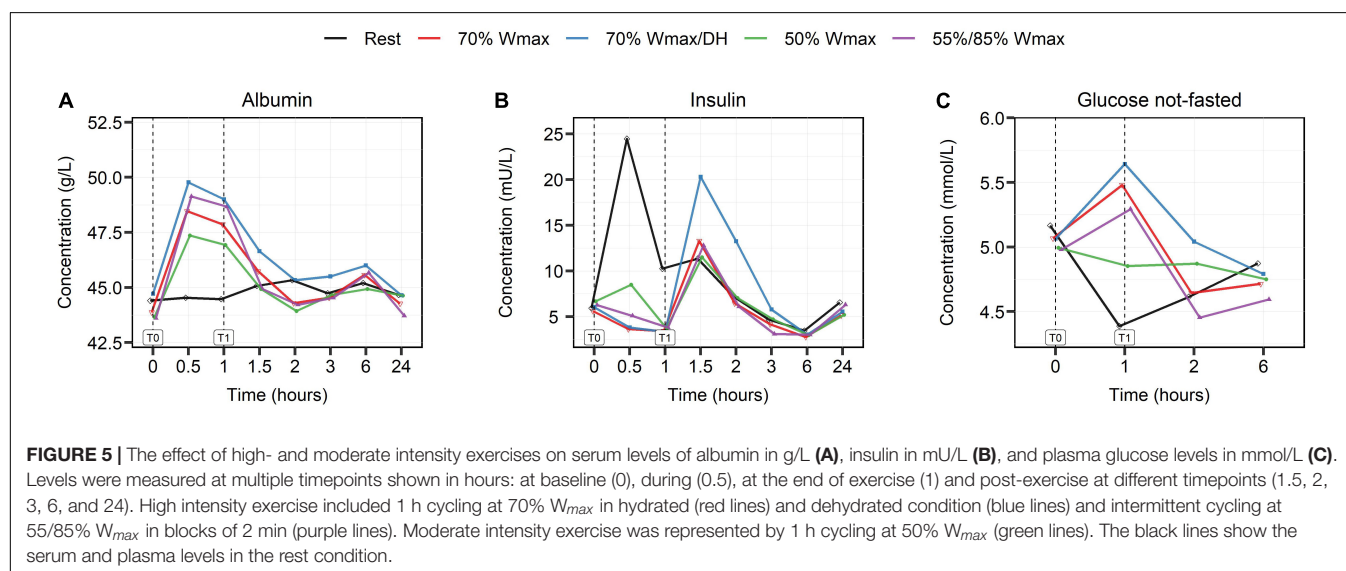 Rest 70% Wmax 70% Wmax/DH 50% Wmax 55%/85% Wmax
A Albumin
52.5
50.0
47.5
45.0
42.5
Concentration (g/L)
T0 T1
0 0.5 1 1.5 2 3 6 24
Time (hours)
B Insulin
25
20
15
10
5
Concentration (mU/L)
T0 T1
0 0.5 1 1.5 2 3 6 24
Time (hours)
C Glucose not-fasted
6.0
5.5
5.0
4.5
Concentration (mmol/L)
T0 T1
0 1 2 6
Time (hours)
FIGURE 5 | The effect of high- and moderate intensity exercises on serum levels of albumin in g/L (A), insulin in mU/L (B), and plasma glucose levels in mmol/L (C).
Levels were measured at multiple timepoints shown in hours: at baseline (0), during (0.5), at the end of exercise (1) and post-exercise at different timepoints (1.5, 2,
3, 6, and 24). High intensity exercise included 1 h cycling at 70% Wmax in hydrated (red lines) and dehydrated condition (blue lines) and intermittent cycling at
55/85% Wmax in blocks of 2 min (purple lines). Moderate intensity exercise was represented by 1 h cycling at 50% Wmax (green lines). The black lines show the
serum and plasma levels in the rest condition.